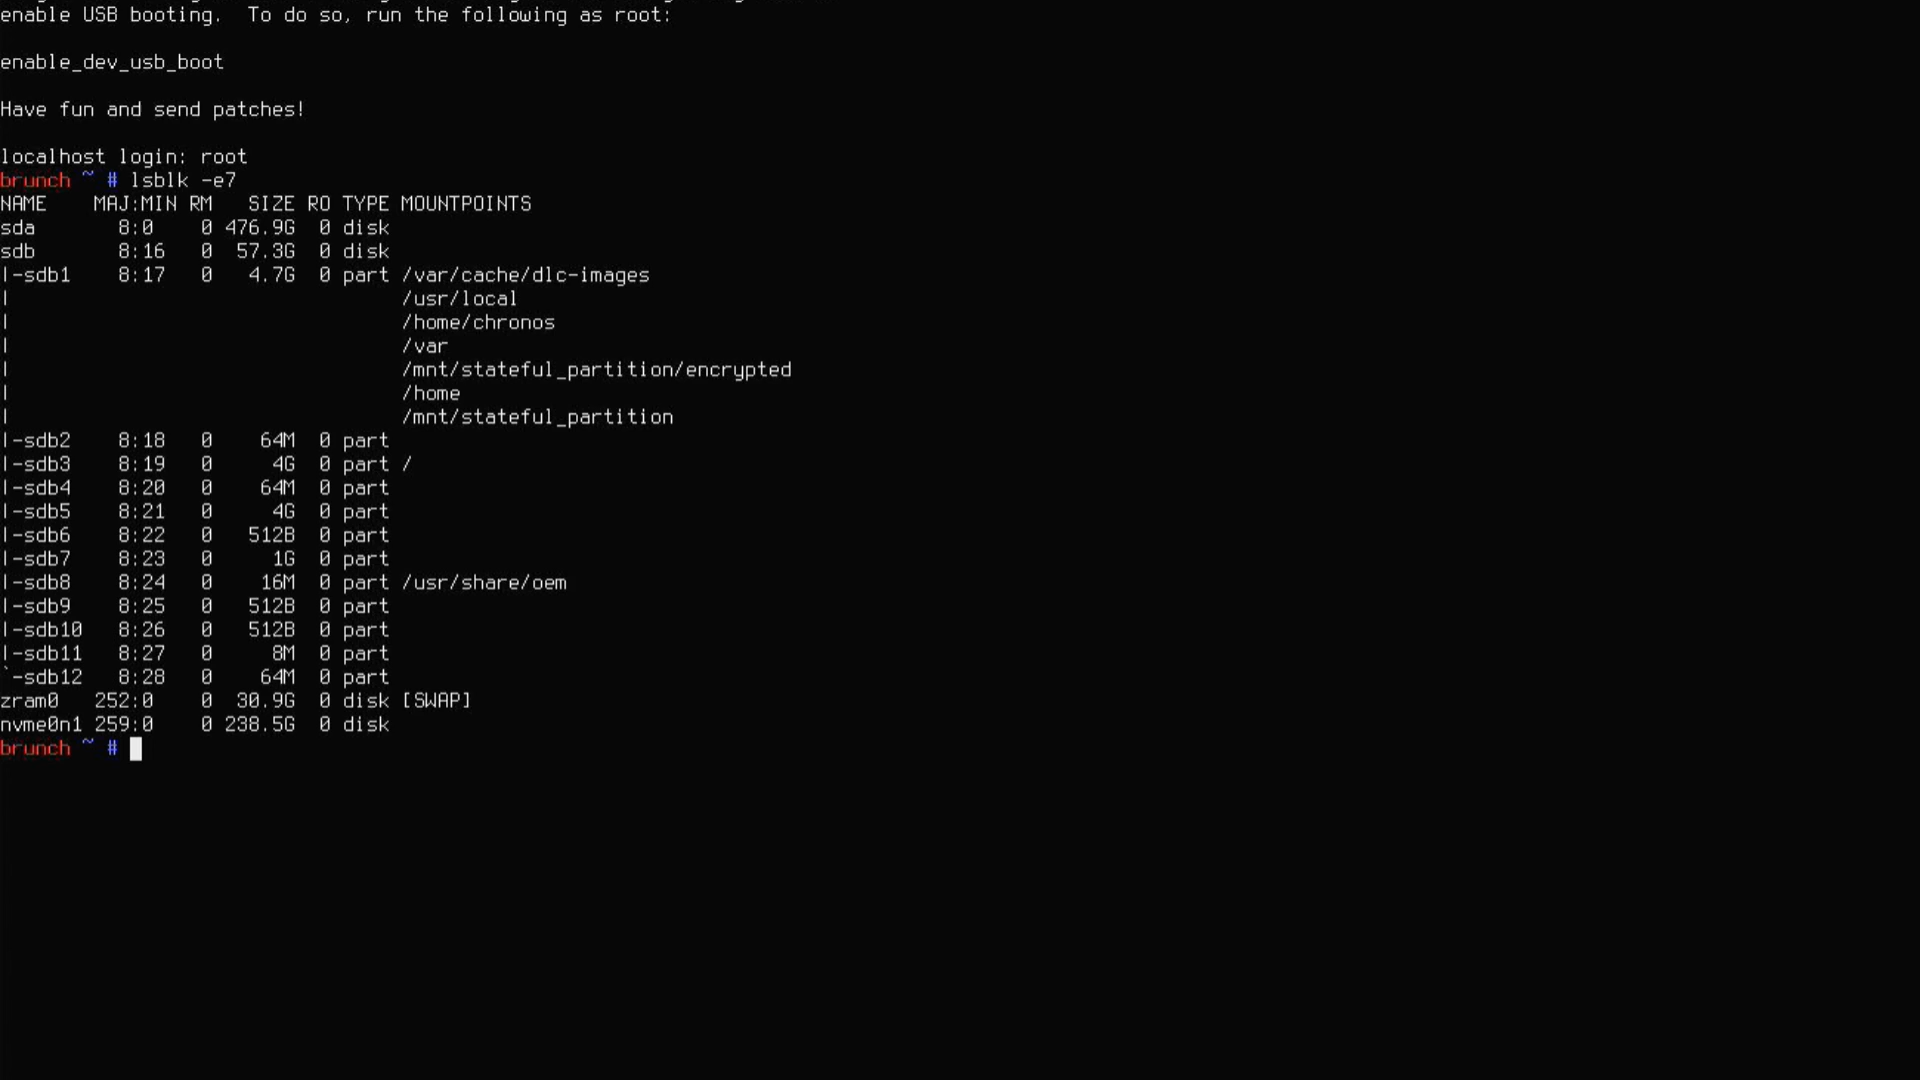 enable USB booting.  To do so, run the following as root:
enable_dev_usb_boot
Have fun and send patches!
localhost login: root
brunch ~ # lsblk -e7
NAME    MAJ:MIN RM   SIZE RO TYPE MOUNTPOINTS
sda       8:0    0 476.9G  0 disk
sdb       8:16   0  57.3G  0 disk
|-sdb1    8:17   0   4.7G  0 part /var/cache/dlc-images
|                                 /usr/local
|                                 /home/chronos
|                                 /var
|                                 /mnt/stateful_partition/encrypted
|                                 /home
|                                 /mnt/stateful_partition
|-sdb2    8:18   0    64M  0 part
|-sdb3    8:19   0     4G  0 part /
|-sdb4    8:20   0    64M  0 part
|-sdb5    8:21   0     4G  0 part
|-sdb6    8:22   0   512B  0 part
|-sdb7    8:23   0     1G  0 part
|-sdb8    8:24   0    16M  0 part /usr/share/oem
|-sdb9    8:25   0   512B  0 part
|-sdb10   8:26   0   512B  0 part
|-sdb11   8:27   0     8M  0 part
`-sdb12   8:28   0    64M  0 part
zram0   252:0    0  30.9G  0 disk [SWAP]
nvme0n1 259:0    0 238.5G  0 disk
brunch ~ #